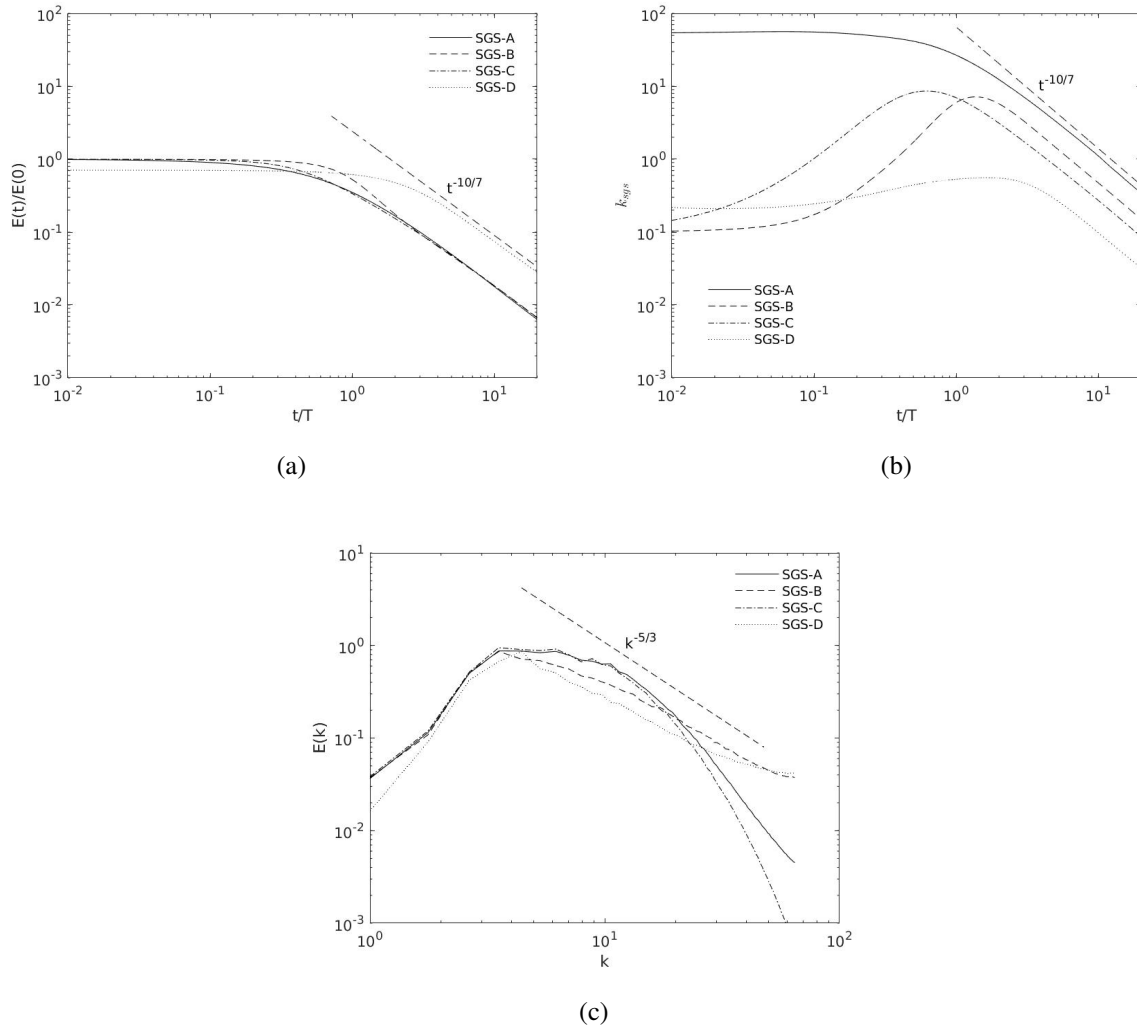 10^2
10^1
10^0
10^-1
10^-2
10^-3
E(t)/E(0)
SGS-A
SGS-B
SGS-C
SGS-D
t^-10/7
10^-2
10^-1
10^0
10^1
t/T
(a)
10^2
10^1
10^0
10^-1
10^-2
10^-3
k_sgs
t^-10/7
SGS-A
SGS-B
SGS-C
SGS-D
10^-2
10^-1
10^0
10^1
t/T
(b)
10^1
10^0
10^-1
10^-2
10^-3
E(k)
SGS-A
SGS-B
SGS-C
SGS-D
k^-5/3
10^0
10^1
10^2
k
(c)